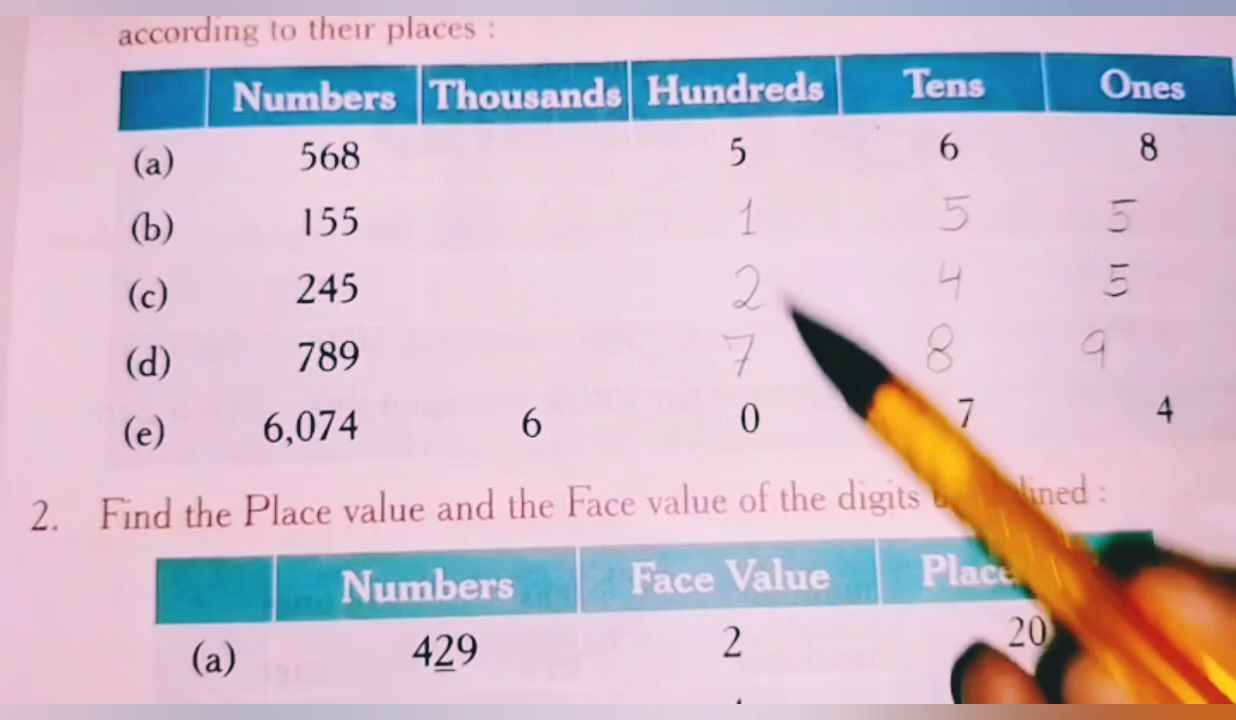 according to their places :
Numbers Thousands Hundreds Tens Ones
(a) 568 5 6 8
(b) 155 1 5 5
(c) 245 2 4 5
(d) 789 7 8 9
(e) 6,074 6 0 7 4
2. Find the Place value and the Face value of the digits :
Numbers Face Value Place
(a) 429 2 20